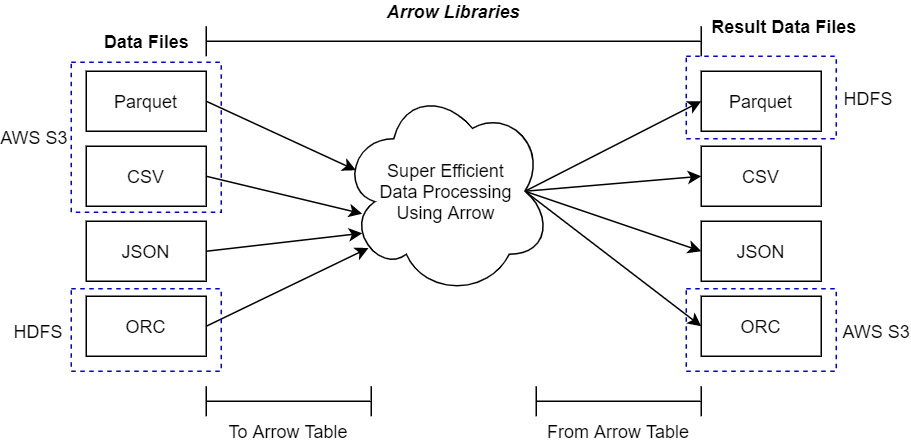 Arrow Libraries
Data Files
Result Data Files
AWS S3
Parquet
CSV
JSON
HDFS
ORC
Super Efficient
Data Processing
Using Arrow
Parquet
HDFS
CSV
JSON
ORC
AWS S3
To Arrow Table
From Arrow Table